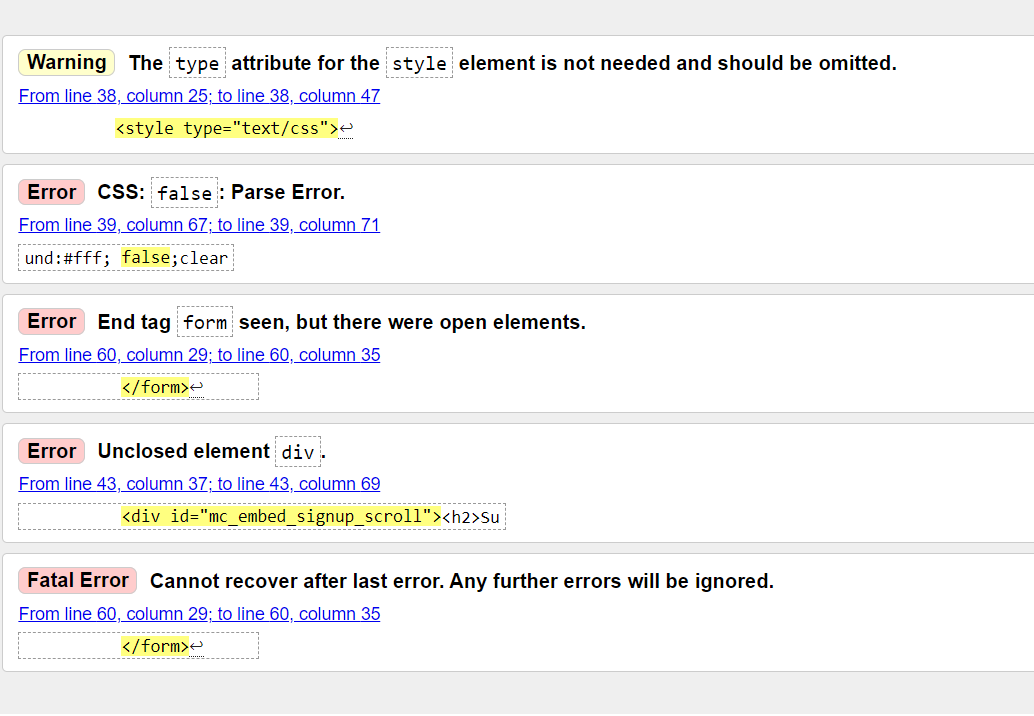 Warning The type attribute for the style element is not needed and should be omitted.
From line 38, column 25; to line 38, column 47
<style type="text/css">↩
Error CSS: false: Parse Error.
From line 39, column 67; to line 39, column 71
und:#fff; false;clear
Error End tag form seen, but there were open elements.
From line 60, column 29; to line 60, column 35
</form>↩
Error Unclosed element div.
From line 43, column 37; to line 43, column 69
<div id="mc_embed_signup_scroll"><h2>Su
Fatal Error Cannot recover after last error. Any further errors will be ignored.
From line 60, column 29; to line 60, column 35
</form>↩